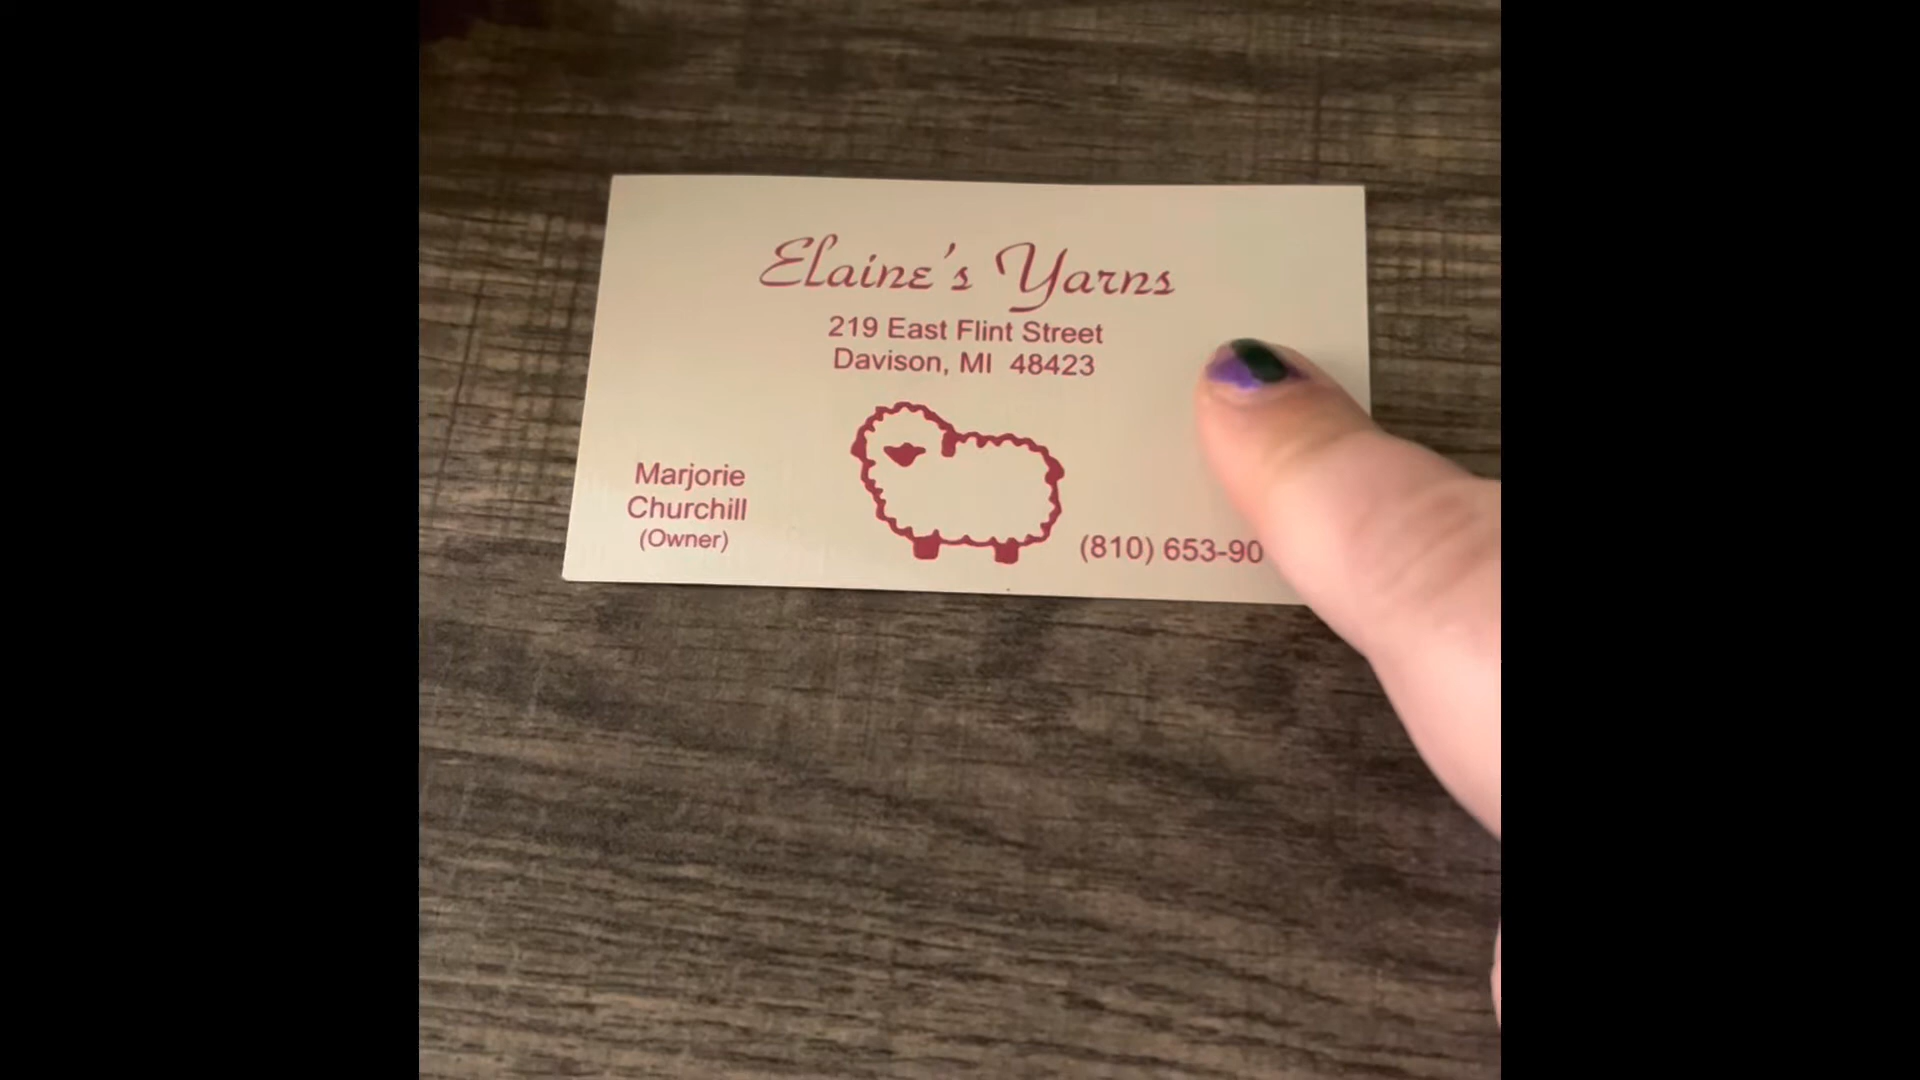 Elaine's Yarns
219 East Flint Street
Davison, MI 48423
Marjorie
Churchill
(Owner)
(810) 653-90